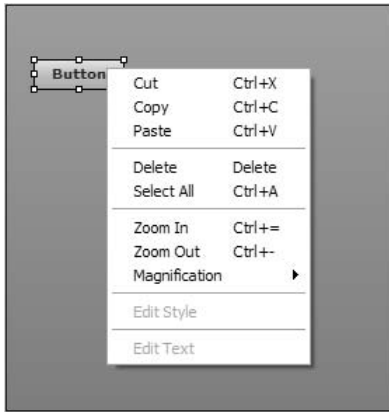 Button
Cut Ctrl+X
Copy Ctrl+C
Paste Ctrl+V
Delete Delete
Select All Ctrl+A
Zoom In Ctrl+=
Zoom Out Ctrl+-
Magnification
Edit Style
Edit Text